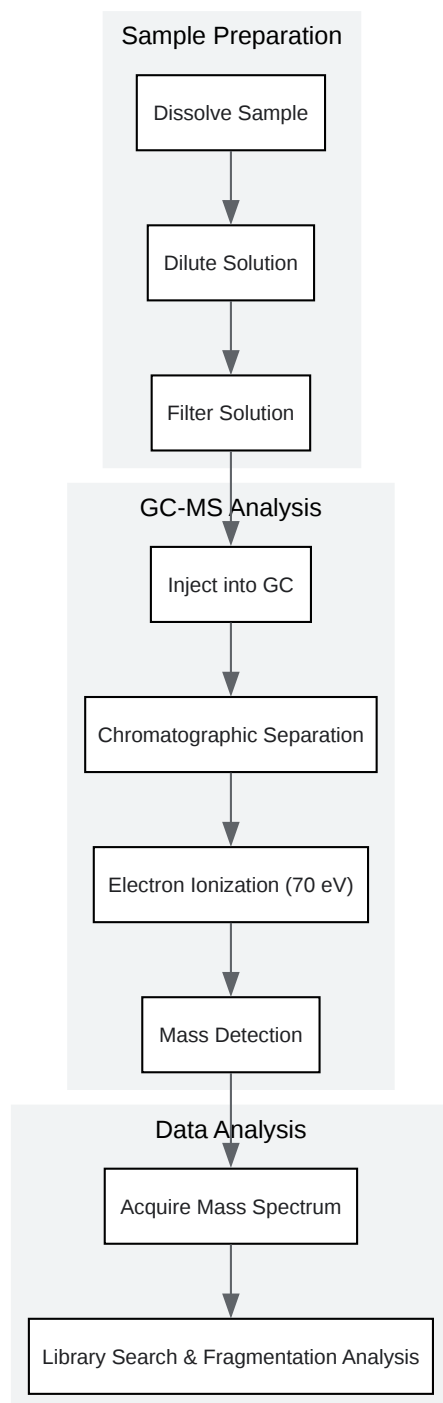 Sample Preparation
Dissolve Sample
Dilute Solution
Filter Solution
GC-MS Analysis
Inject into GC
Chromatographic Separation
Electron Ionization (70 eV)
Mass Detection
Data Analysis
Acquire Mass Spectrum
Library Search & Fragmentation Analysis